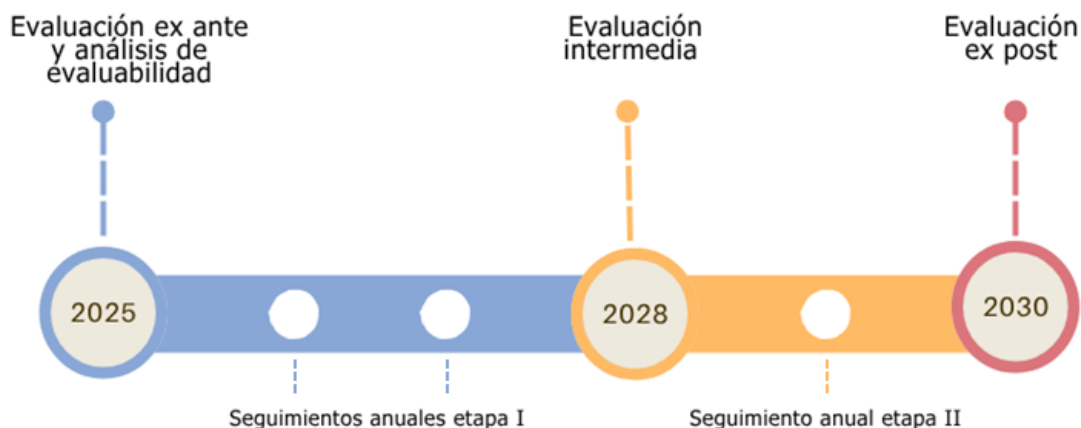 Evaluación ex ante
y análisis de
evaluabilidad
Evaluación
intermedia
Evaluación
ex post
2025
2028
2030
Seguimientos anuales etapa I
Seguimiento anual etapa II